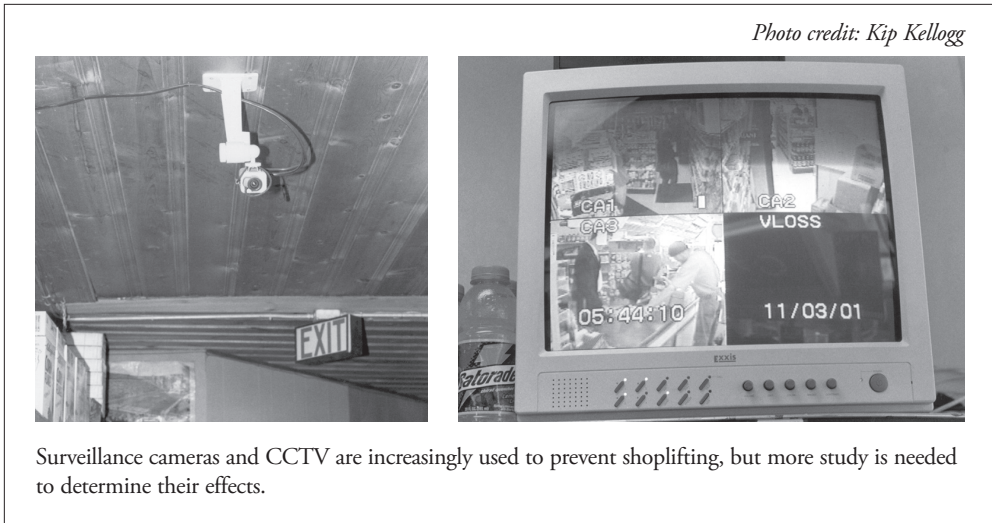 Photo credit: Kip Kellogg
EXIT
CA1
CA2
CA3
VLOSS
05:44:10
11/03/01
EXXIS
Gatorade
Surveillance cameras and CCTV are increasingly used to prevent shoplifting, but more study is needed
to determine their effects.